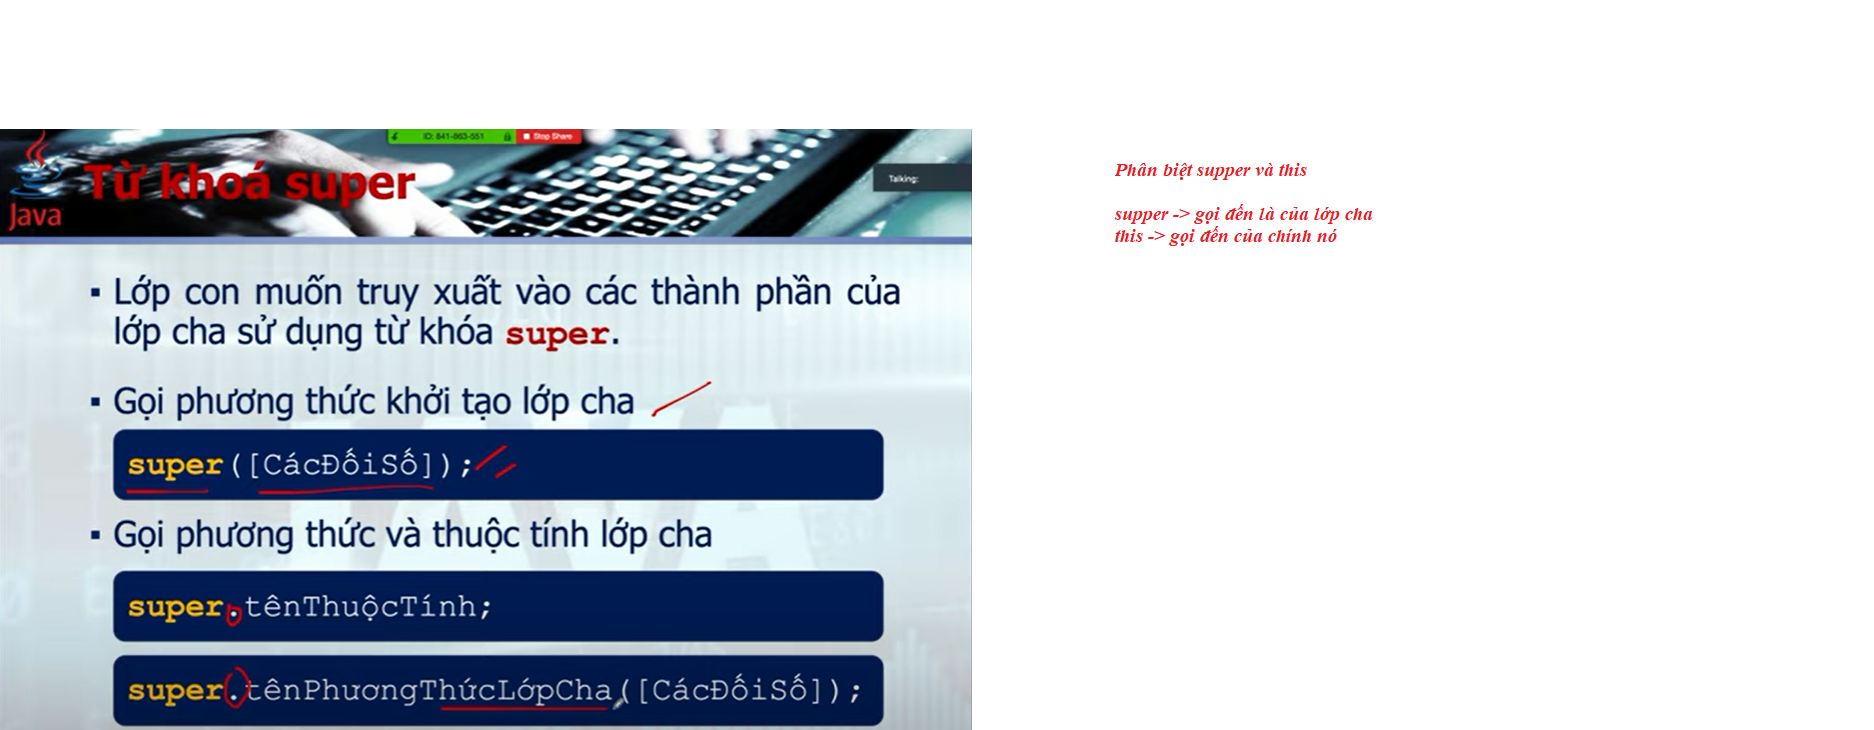 ID: 841-863-551
Stop Share
Talking:
Java
Từ khoá super
▪ Lớp con muốn truy xuất vào các thành phần của
lớp cha sử dụng từ khóa super.
▪ Gọi phương thức khởi tạo lớp cha
super([CácĐốiSố]);
▪ Gọi phương thức và thuộc tính lớp cha
super.tênThuộcTính;
super.tênPhươngThứcLớpCha([CácĐốiSố]);
Phân biệt supper và this
supper -> gọi đến là của lớp cha
this -> gọi đến của chính nó